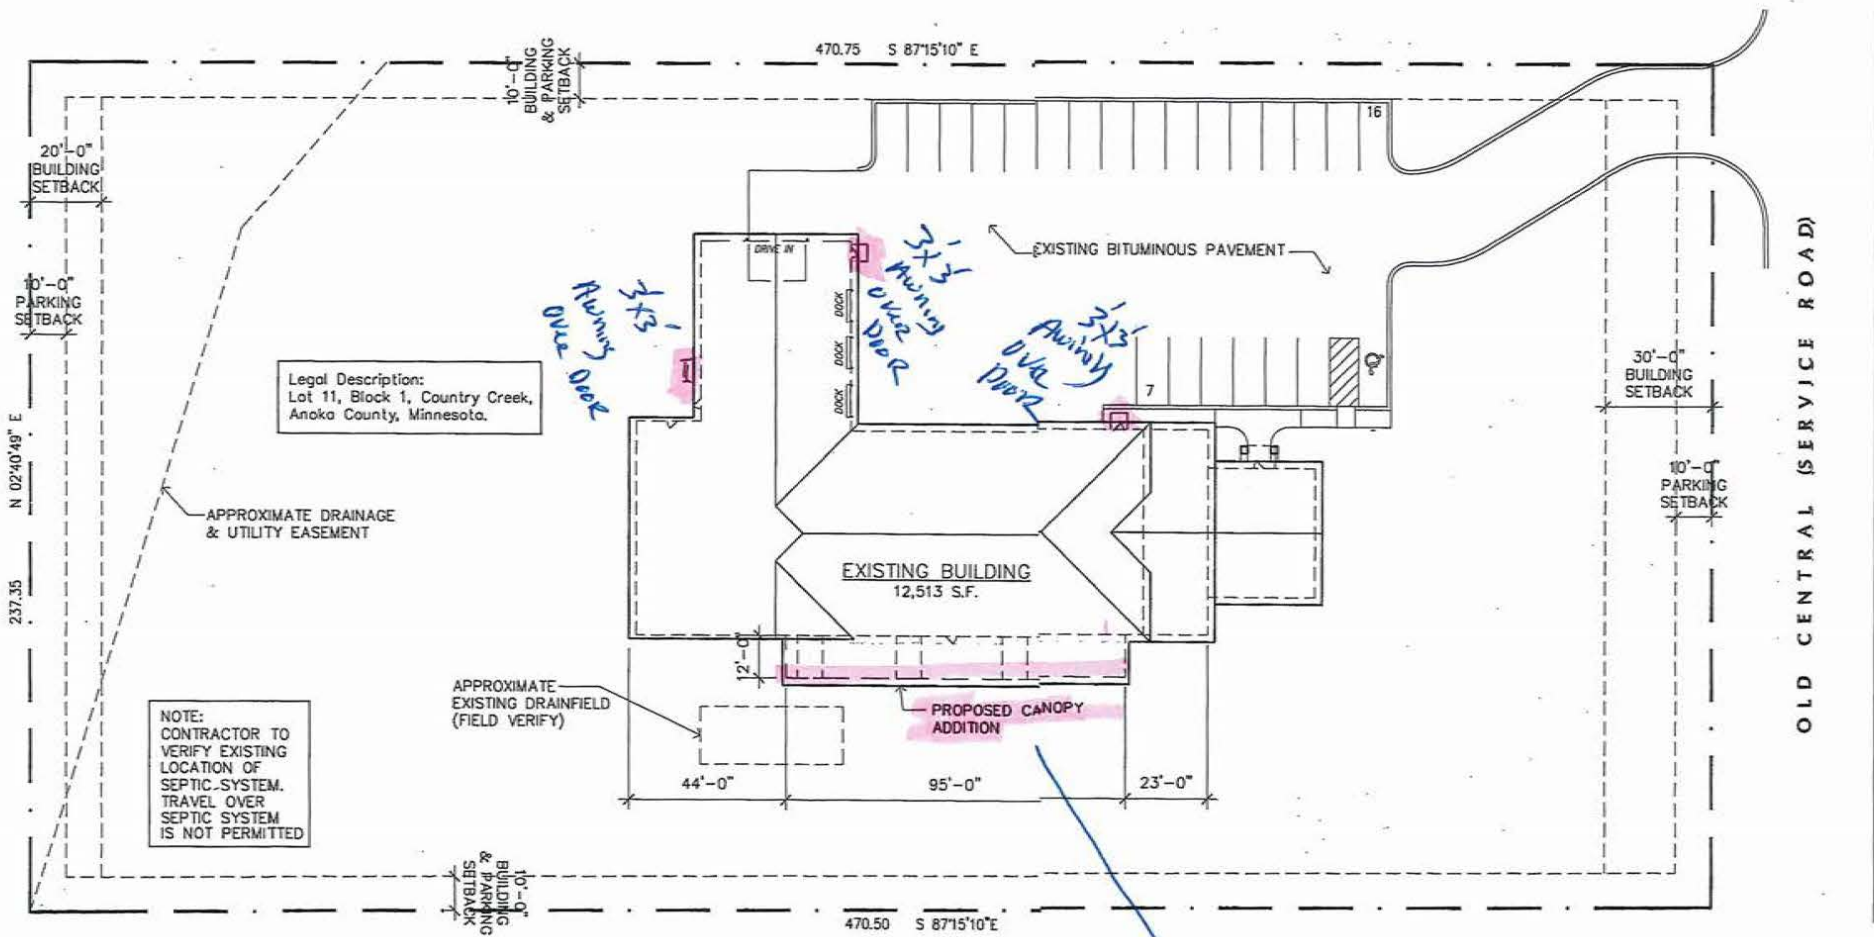 470.75 S 87°15'10" E
10'-0"
BUILDING
& PARKING
SETBACK
16
20'-0"
BUILDING
SETBACK
DRIVE IN
3'x3'
Awning
over
DOOR
EXISTING BITUMINOUS PAVEMENT
10'-0"
PARKING
SETBACK
3'x3'
Awning
over DOOR
DOCK
DOCK
DOCK
3'x3'
Awning
over
DOOR
7
30'-0"
BUILDING
SETBACK
Legal Description:
Lot 11, Block 1, Country Creek,
Anoka County, Minnesota.
N 02°40'49" E
237.35
10'-0"
PARKING
SETBACK
APPROXIMATE DRAINAGE
& UTILITY EASEMENT
OLD CENTRAL (SERVICE ROAD)
EXISTING BUILDING
12,513 S.F.
12'-0"
APPROXIMATE
EXISTING DRAINFIELD
(FIELD VERIFY)
PROPOSED CANOPY
ADDITION
NOTE:
CONTRACTOR TO
VERIFY EXISTING
LOCATION OF
SEPTIC SYSTEM.
TRAVEL OVER
SEPTIC SYSTEM
IS NOT PERMITTED
44'-0"
95'-0"
23'-0"
10'-0"
BUILDING
& PARKING
SETBACK
470.50 S 87°15'10"E